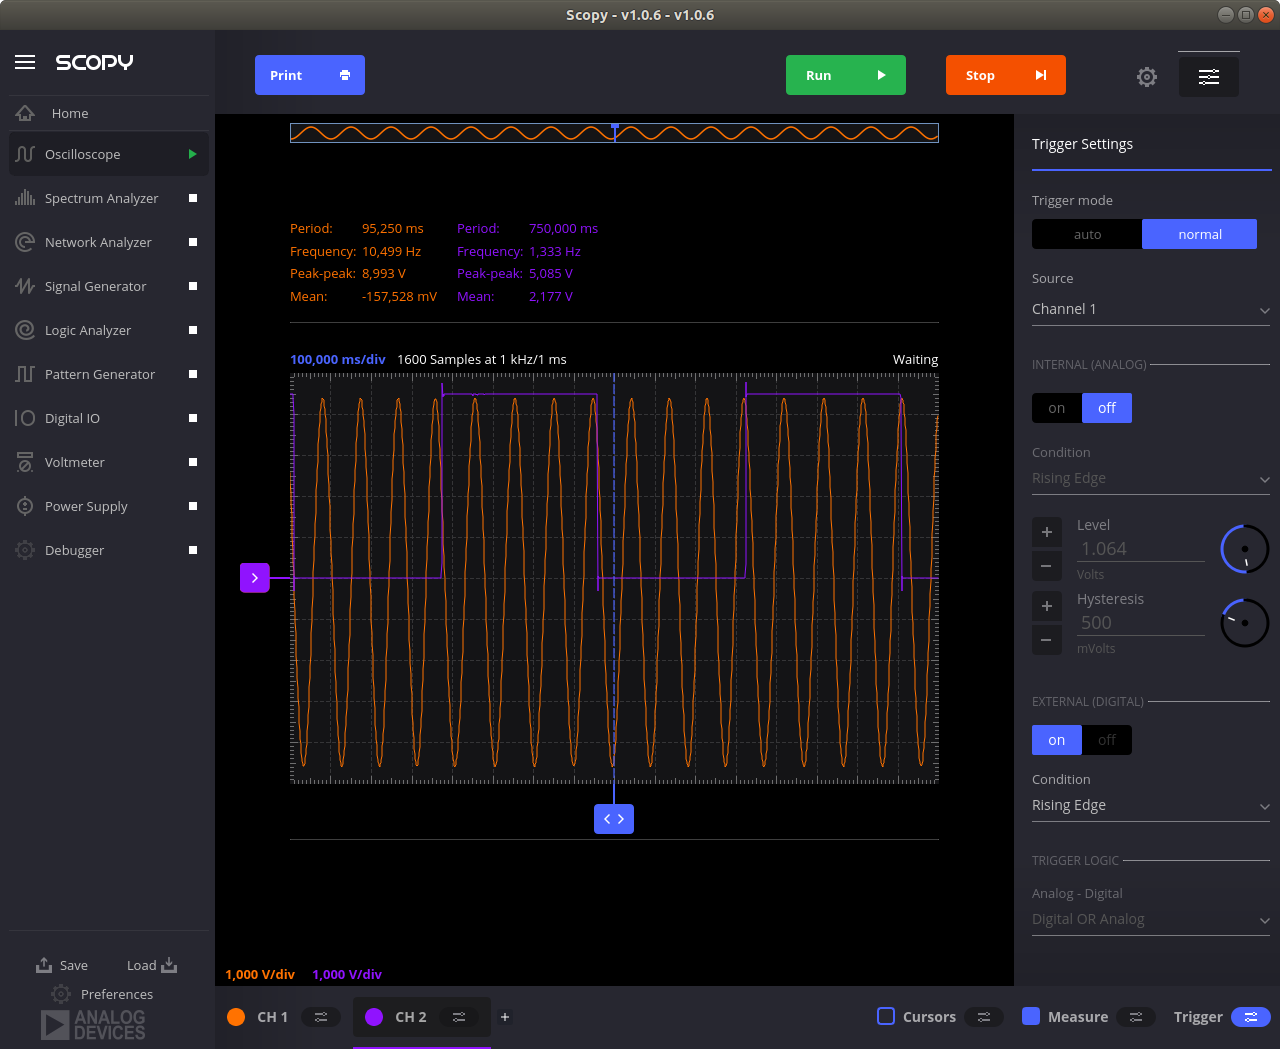 Scopy - v1.0.6 - v1.0.6
SCOPY
Print
Run
Stop
Home
Oscilloscope
Spectrum Analyzer
Network Analyzer
Signal Generator
Logic Analyzer
Pattern Generator
Digital IO
Voltmeter
Power Supply
Debugger
Save Load
Preferences
ANALOG
DEVICES
Period: 95,250 ms Period: 750,000 ms
Frequency: 10,499 Hz Frequency: 1,333 Hz
Peak-peak: 8,993 V Peak-peak: 5,085 V
Mean: -157,528 mV Mean: 2,177 V
100,000 ms/div 1600 Samples at 1 kHz/1 ms Waiting
1,000 V/div 1,000 V/div
CH 1 CH 2 + Cursors Measure Trigger
Trigger Settings
Trigger mode
auto normal
Source
Channel 1
INTERNAL (ANALOG)
on off
Condition
Rising Edge
+ Level
1.064
−
Volts
+ Hysteresis
500
−
mVolts
EXTERNAL (DIGITAL)
on off
Condition
Rising Edge
TRIGGER LOGIC
Analog - Digital
Digital OR Analog